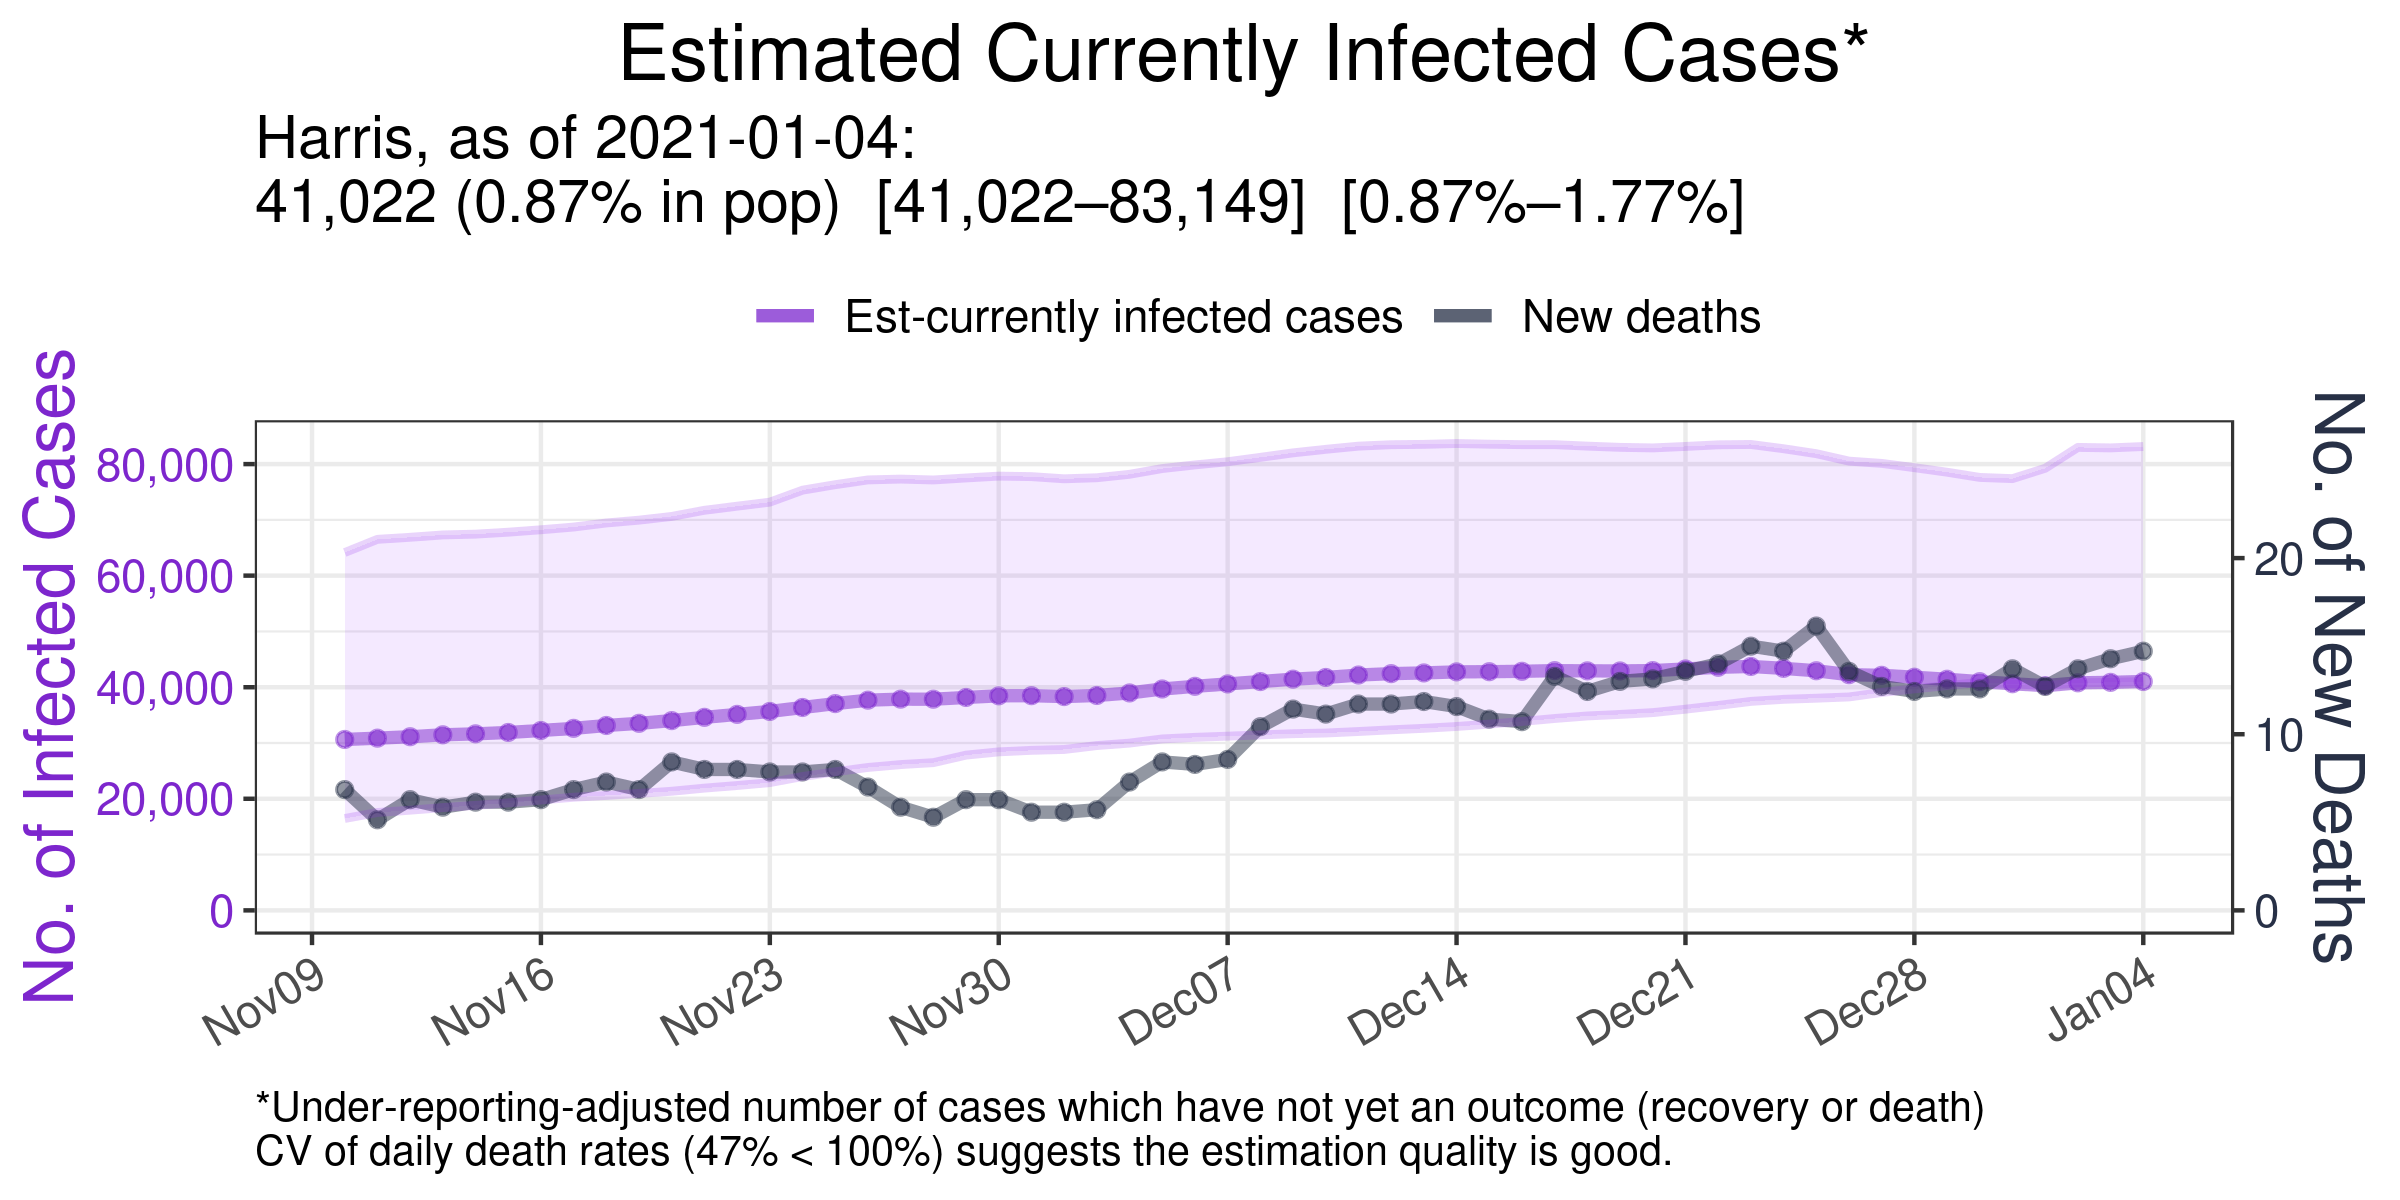 Estimated Currently Infected Cases*
Harris, as of 2021-01-04:
41,022 (0.87% in pop) [41,022–83,149] [0.87%–1.77%]
Est-currently infected cases
New deaths
No. of Infected Cases
80,000
60,000
40,000
20,000
0
No. of New Deaths
20
10
0
Nov09
Nov16
Nov23
Nov30
Dec07
Dec14
Dec21
Dec28
Jan04
*Under-reporting-adjusted number of cases which have not yet an outcome (recovery or death)
CV of daily death rates (47% < 100%) suggests the estimation quality is good.